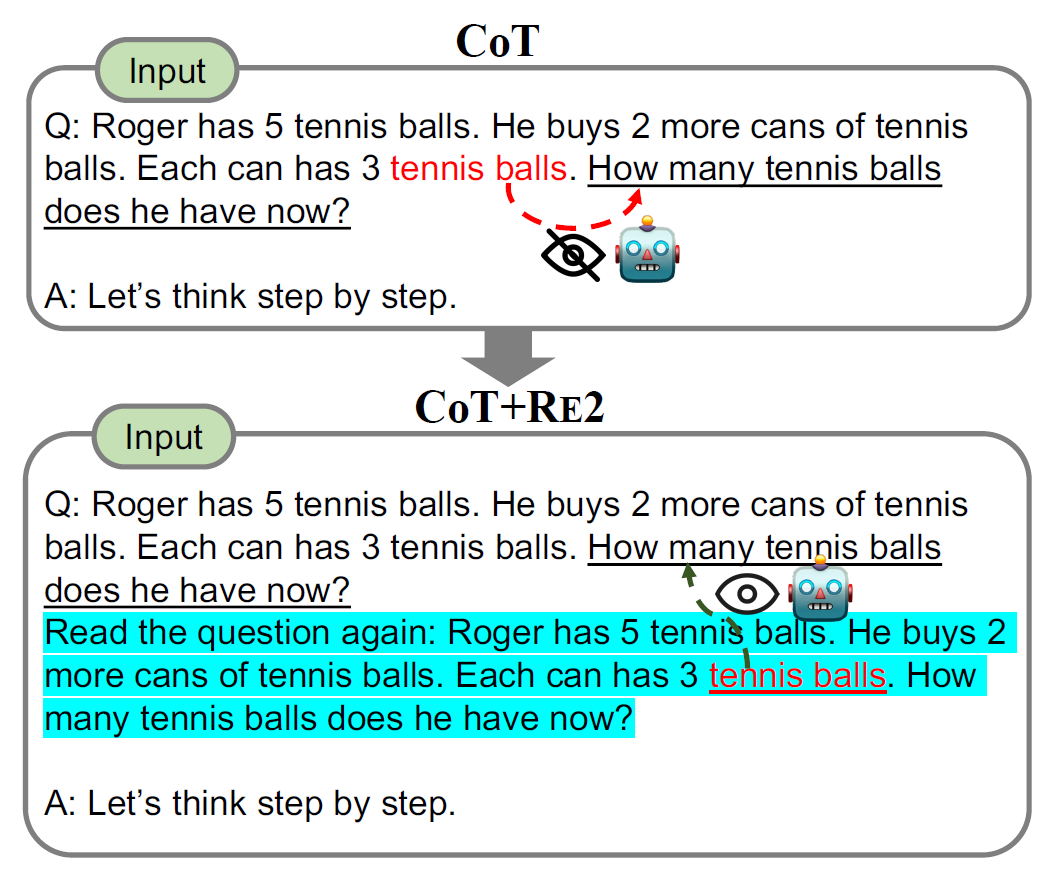 CoT
Input
Q: Roger has 5 tennis balls. He buys 2 more cans of tennis
balls. Each can has 3 tennis balls. How many tennis balls
does he have now?
A: Let’s think step by step.
CoT+RE2
Input
Q: Roger has 5 tennis balls. He buys 2 more cans of tennis
balls. Each can has 3 tennis balls. How many tennis balls
does he have now?
Read the question again: Roger has 5 tennis balls. He buys 2
more cans of tennis balls. Each can has 3 tennis balls. How
many tennis balls does he have now?
A: Let’s think step by step.